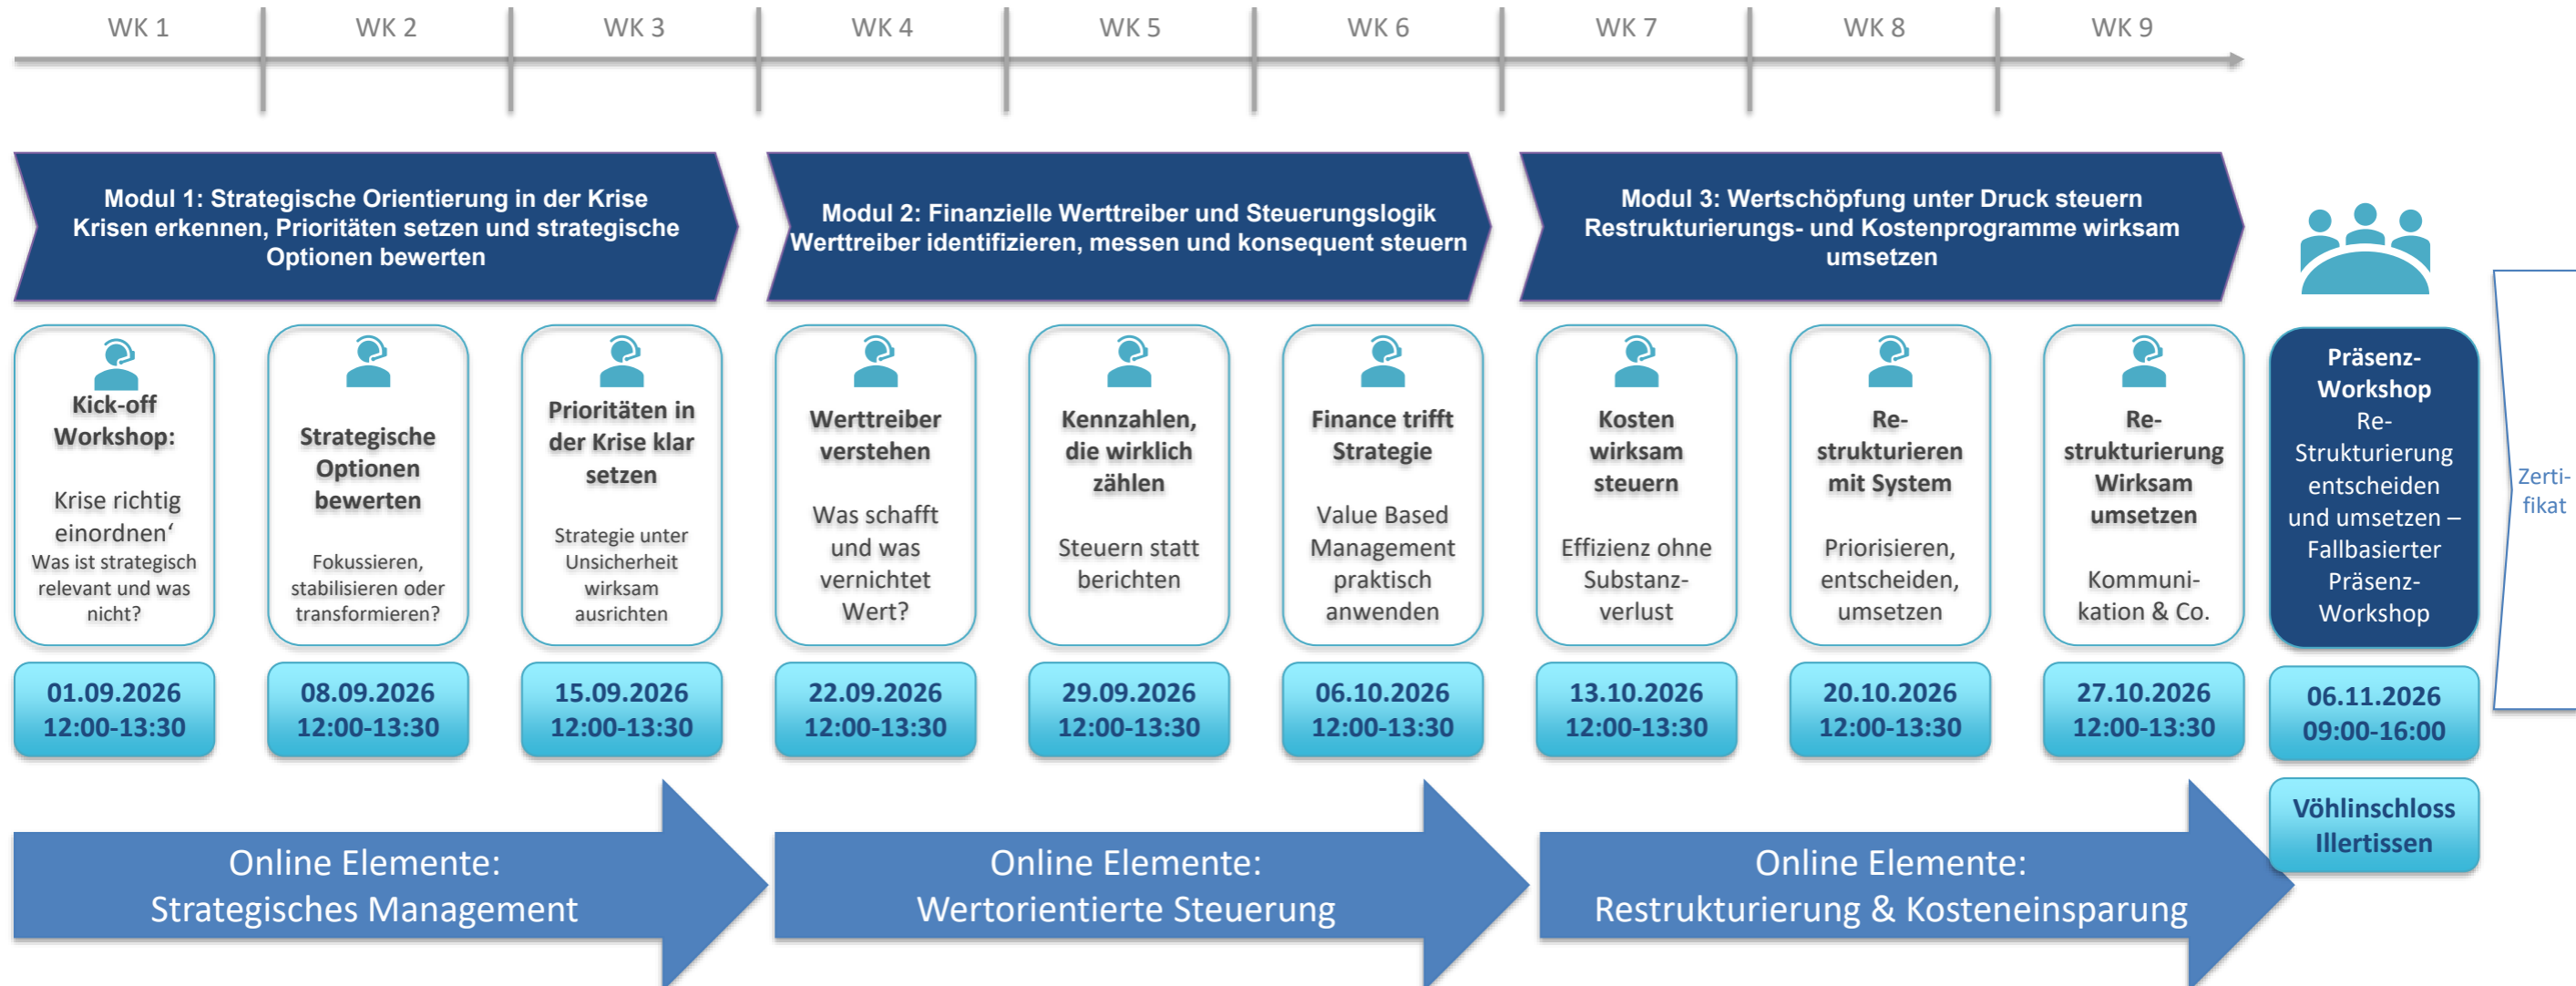 WK 1
WK 2
WK 3
WK 4
WK 5
WK 6
WK 7
WK 8
WK 9
Modul 1: Strategische Orientierung in der Krise
Krisen erkennen, Prioritäten setzen und strategische
Optionen bewerten
Modul 2: Finanzielle Werttreiber und Steuerungslogik
Werttreiber identifizieren, messen und konsequent steuern
Modul 3: Wertschöpfung unter Druck steuern
Restrukturierungs- und Kostenprogramme wirksam
umsetzen
Kick-off
Workshop:
Krise richtig
einordnen‘
Was ist strategisch
relevant und was
nicht?
Strategische
Optionen
bewerten
Fokussieren,
stabilisieren oder
transformieren?
Prioritäten in
der Krise klar
setzen
Strategie unter
Unsicherheit
wirksam
ausrichten
Werttreiber
verstehen
Was schafft
und was
vernichtet
Wert?
Kennzahlen,
die wirklich
zählen
Steuern statt
berichten
Finance trifft
Strategie
Value Based
Management
praktisch
anwenden
Kosten
wirksam
steuern
Effizienz ohne
Substanz-
verlust
Re-
strukturieren
mit System
Priorisieren,
entscheiden,
umsetzen
Re-
strukturierung
Wirksam
umsetzen
Kommuni-
kation & Co.
Präsenz-
Workshop
Re-
Strukturierung
entscheiden
und umsetzen –
Fallbasierter
Präsenz-
Workshop
Zerti-
fikat
01.09.2026
12:00-13:30
08.09.2026
12:00-13:30
15.09.2026
12:00-13:30
22.09.2026
12:00-13:30
29.09.2026
12:00-13:30
06.10.2026
12:00-13:30
13.10.2026
12:00-13:30
20.10.2026
12:00-13:30
27.10.2026
12:00-13:30
06.11.2026
09:00-16:00
Vöhlinschloss
Illertissen
Online Elemente:
Strategisches Management
Online Elemente:
Wertorientierte Steuerung
Online Elemente:
Restrukturierung & Kosteneinsparung